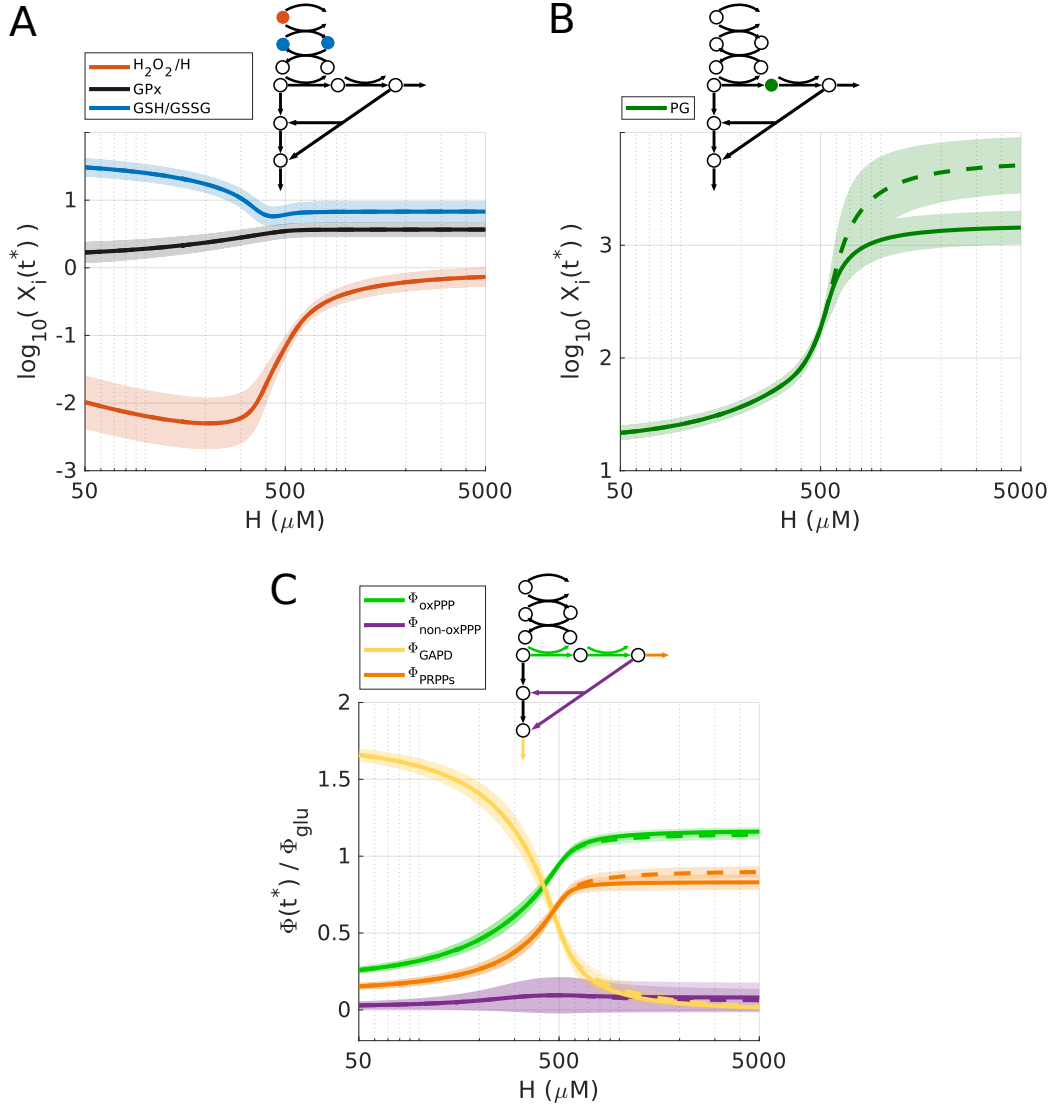 A
H2O2/H
GPx
GSH/GSSG
log10( Xi(t*) )
1
0
-1
-2
-3
50
500
5000
H (μM)
B
PG
log10( Xi(t*) )
3
2
1
50
500
5000
H (μM)
C
ΦoxPPP
Φnon-oxPPP
ΦGAPD
ΦPRPPs
Φ(t*) / Φglu
2
1.5
1
0.5
0
50
500
5000
H (μM)